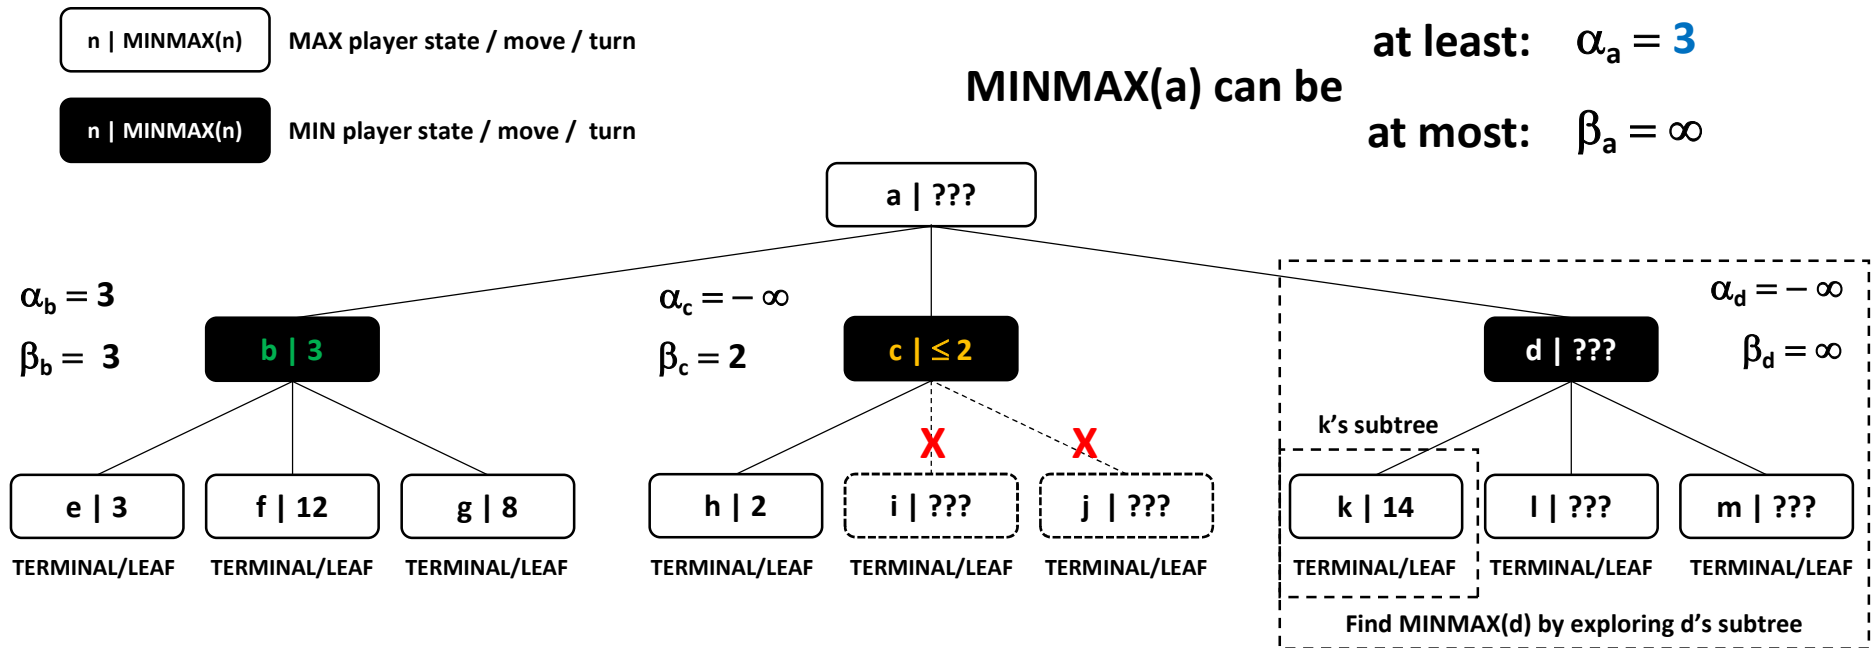 n | MINMAX(n) MAX player state / move / turn
n | MINMAX(n) MIN player state / move / turn
MINMAX(a) can be
at least: αa = 3
at most: βa = ∞
a | ???
αb = 3
βb = 3
b | 3
αc = − ∞
βc = 2
c | ≤ 2
αd = − ∞
βd = ∞
d | ???
X X
k’s subtree
e | 3 f | 12 g | 8 h | 2 i | ??? j | ??? k | 14 l | ??? m | ???
TERMINAL/LEAF TERMINAL/LEAF TERMINAL/LEAF TERMINAL/LEAF TERMINAL/LEAF TERMINAL/LEAF TERMINAL/LEAF TERMINAL/LEAF TERMINAL/LEAF
Find MINMAX(d) by exploring d’s subtree